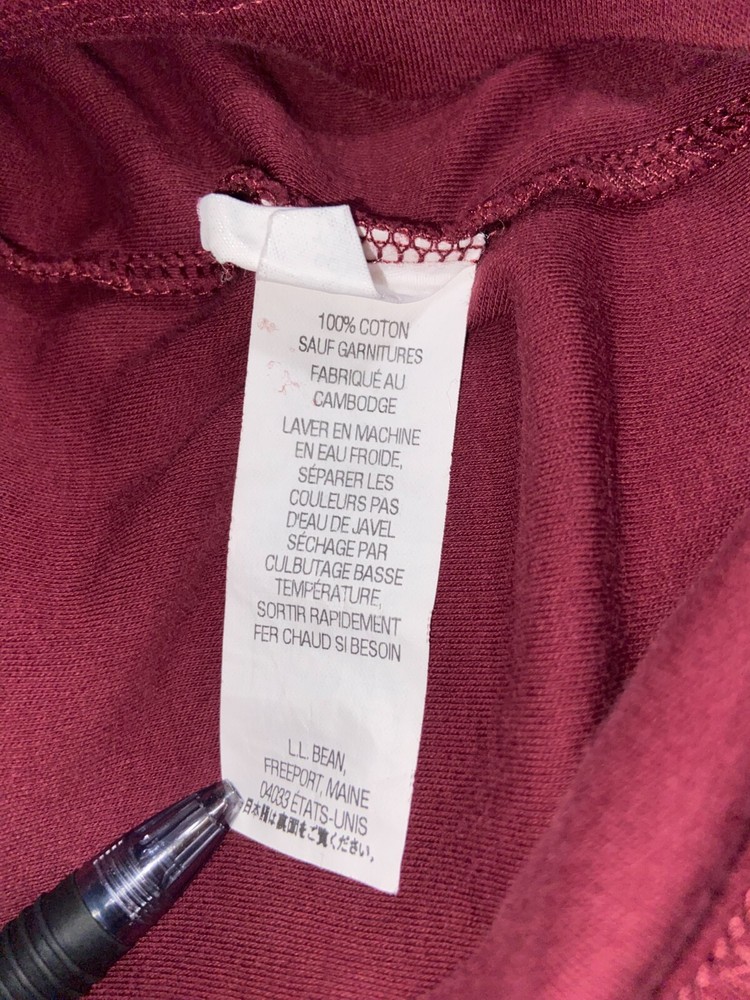 100% COTON
SAUF GARNITURES
FABRIQUÉ AU
CAMBODGE
LAVER EN MACHINE
EN EAU FROIDE,
SÉPARER LES
COULEURS PAS
D'EAU DE JAVEL
SÉCHAGE PAR
CULBUTAGE BASSE
TEMPÉRATURE,
SORTIR RAPIDEMENT
FER CHAUD SI BESOIN
L.L. BEAN,
FREEPORT, MAINE
04033 ÉTATS-UNIS
日本用は裏面をご覧ください。